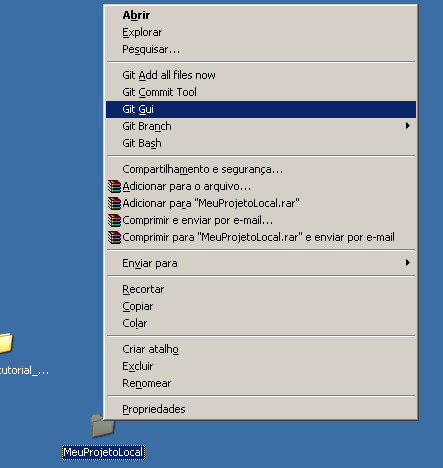 Abrir
Explorar
Pesquisar...
Git Add all files now
Git Commit Tool
Git Gui
Git Branch
Git Bash
Compartilhamento e segurança...
Adicionar para o arquivo...
Adicionar para "MeuProjetoLocal.rar"
Comprimir e enviar por e-mail...
Comprimir para "MeuProjetoLocal.rar" e enviar por e-mail
Enviar para
Recortar
Copiar
Colar
Criar atalho
Excluir
Renomear
Propriedades
tutorial_...
MeuProjetoLocal